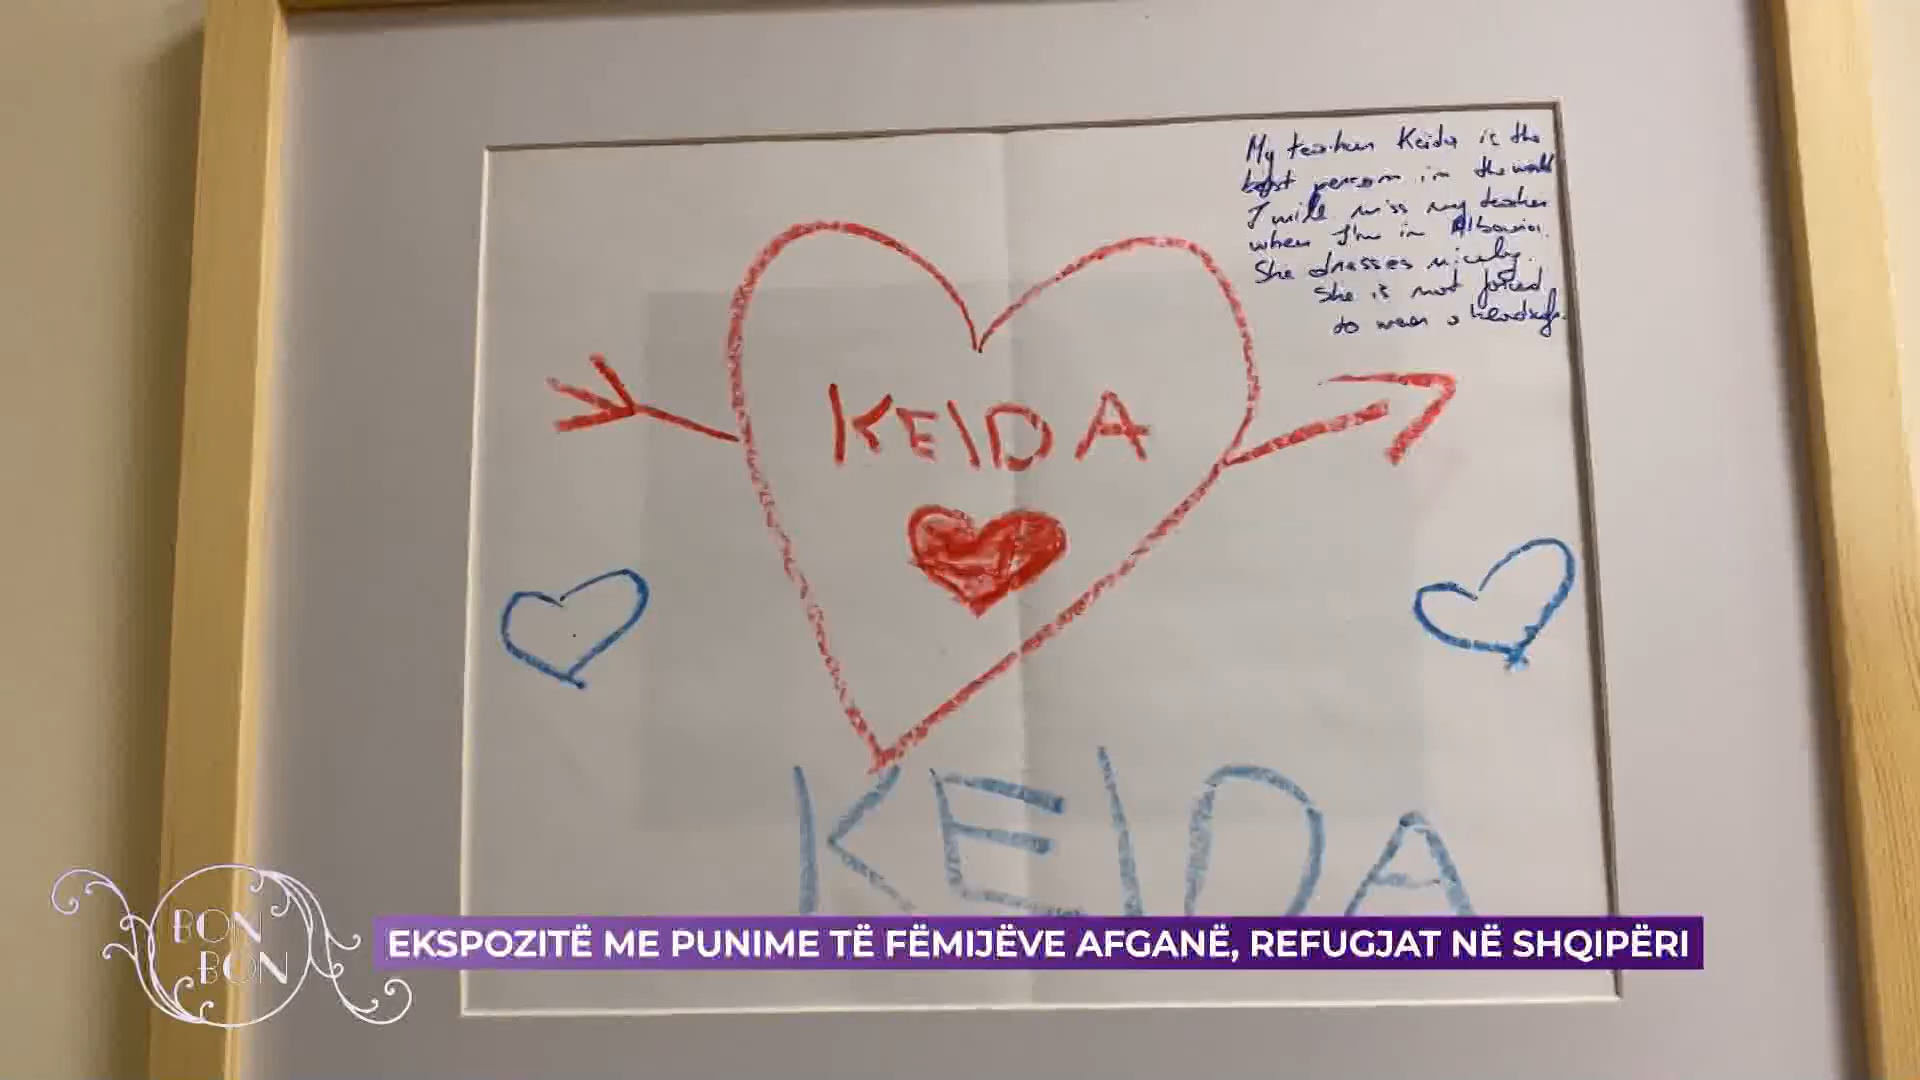 My teacher Keida is the
best person in the world
I will miss my teacher
when I'm in Albania.
She dresses nicely.
She is not forced
to wear a headscarf.
KEIDA
KEIDA
BON
BON
EKSPOZITË ME PUNIME TË FËMIJËVE AFGANË, REFUGJAT NË SHQIPËRI